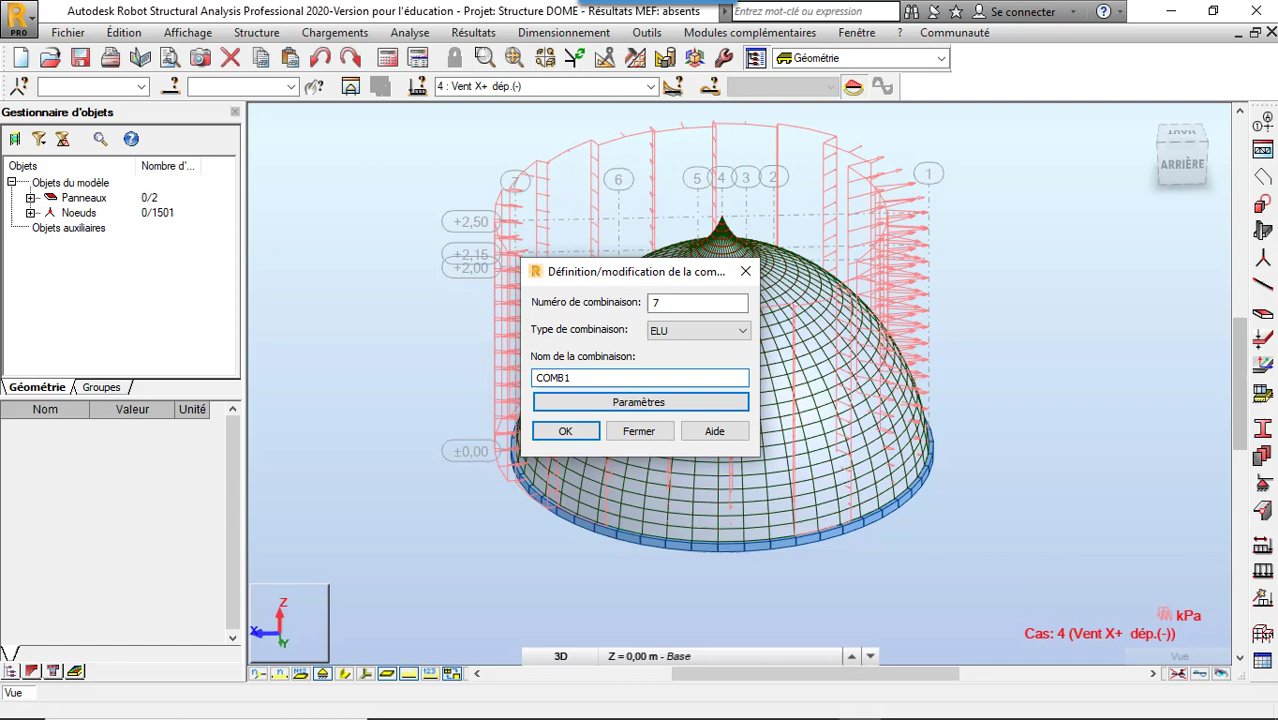 Autodesk Robot Structural Analysis Professional 2020-Version pour l'éducation - Projet: Structure DOME - Résultats MEF: absents
Entrez mot-clé ou expression
Se connecter
PRO
Fichier Édition Affichage Structure Chargements Analyse Résultats Dimensionnement Outils Modules complémentaires Fenêtre ? Communauté
Géométrie
4 : Vent X+ dép.(-)
Gestionnaire d'objets
Objets Nombre d'...
Objets du modèle
Panneaux 0/2
Noeuds 0/1501
Objets auxiliaires
Géométrie Groupes
Nom Valeur Unité
6 5 4 3 2 1
+2,50
+2,15
+2,00
±0,00
ARRIÈRE
Définition/modification de la com...
Numéro de combinaison: 7
Type de combinaison: ELU
Nom de la combinaison:
COMB1
Paramètres
OK Fermer Aide
kPa
Cas: 4 (Vent X+ dép.(-))
Z
X
Y
3D Z = 0,00 m - Base
Vue
Vue